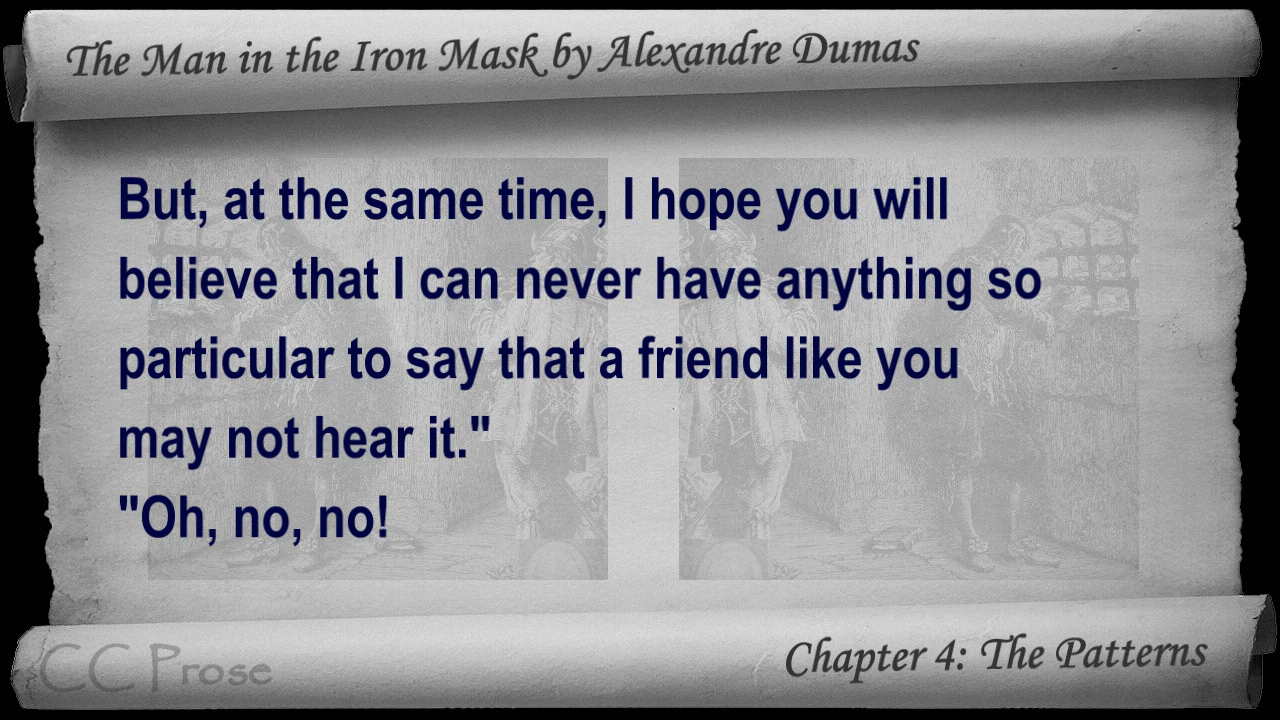 The Man in the Iron Mask by Alexandre Dumas
But, at the same time, I hope you will
believe that I can never have anything so
particular to say that a friend like you
may not hear it."
"Oh, no, no!
CC Prose
Chapter 4: The Patterns